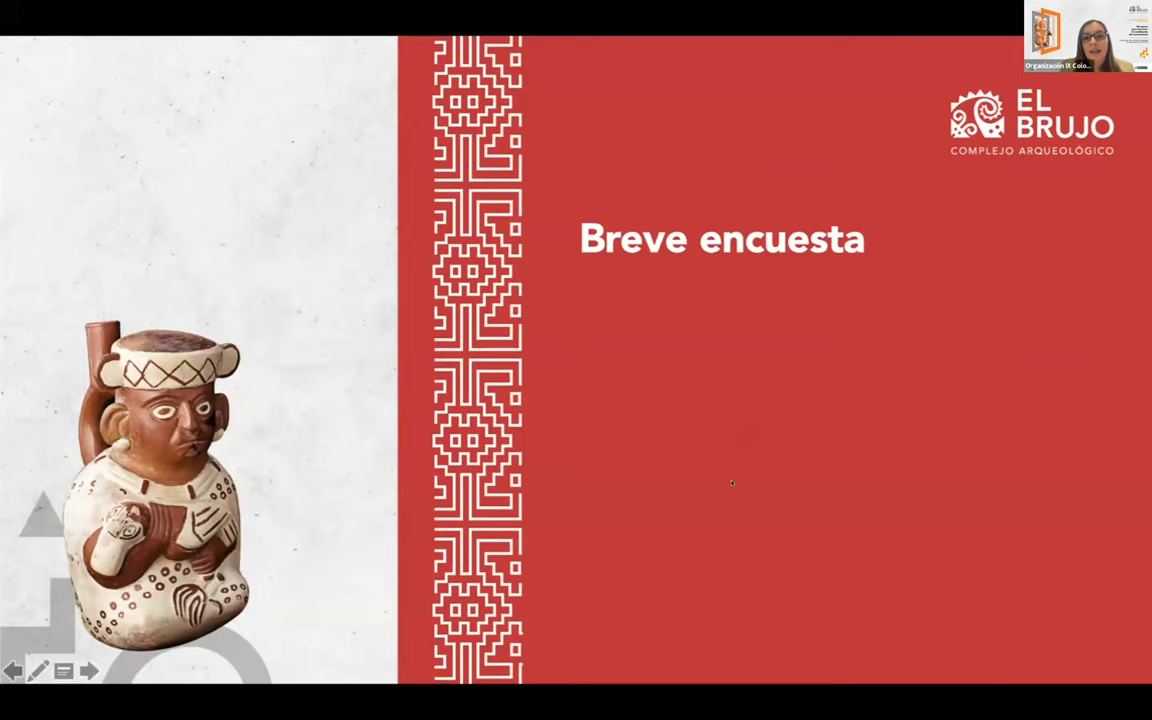 Organización IX Colo...
EL
BRUJO
COMPLEJO ARQUEOLÓGICO
Breve encuesta